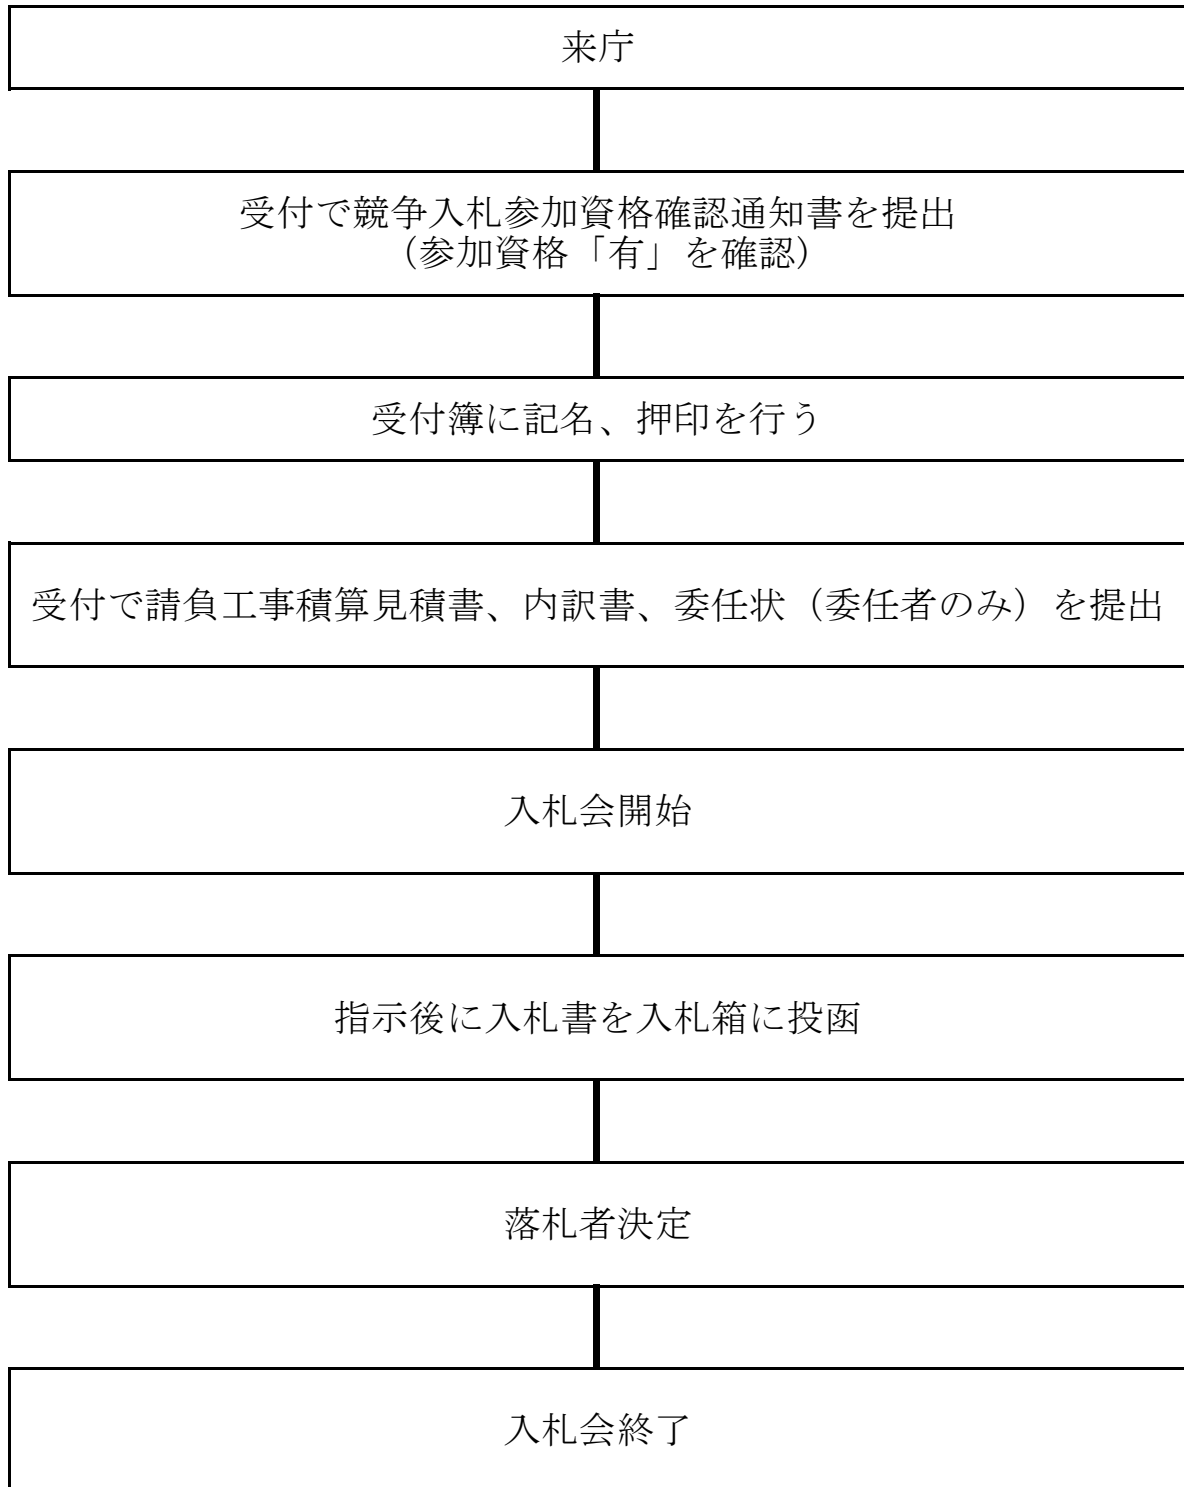 来庁
受付で競争入札参加資格確認通知書を提出
（参加資格「有」を確認）
受付簿に記名、押印を行う
受付で請負工事積算見積書、内訳書、委任状（委任者のみ）を提出
入札会開始
指示後に入札書を入札箱に投函
落札者決定
入札会終了